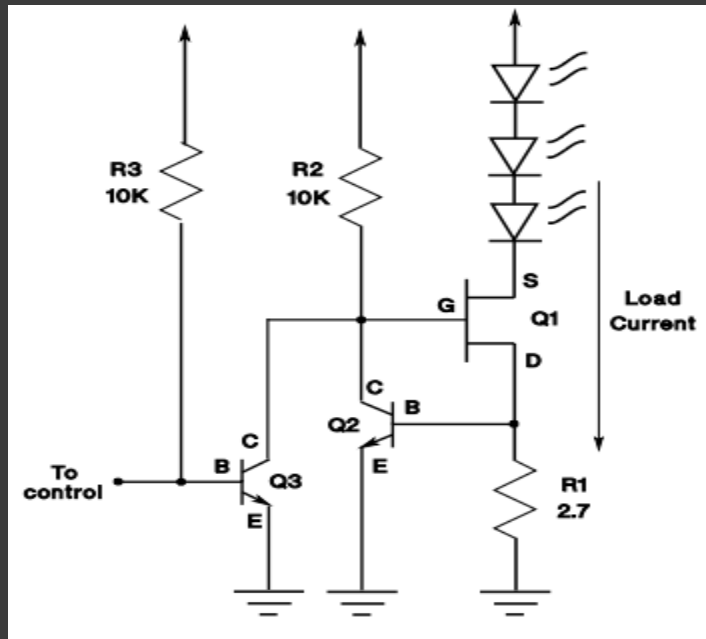 R3
10K
R2
10K
S
G
Q1
D
Load
Current
C
B
Q2
E
C
B
Q3
E
To
control
R1
2.7